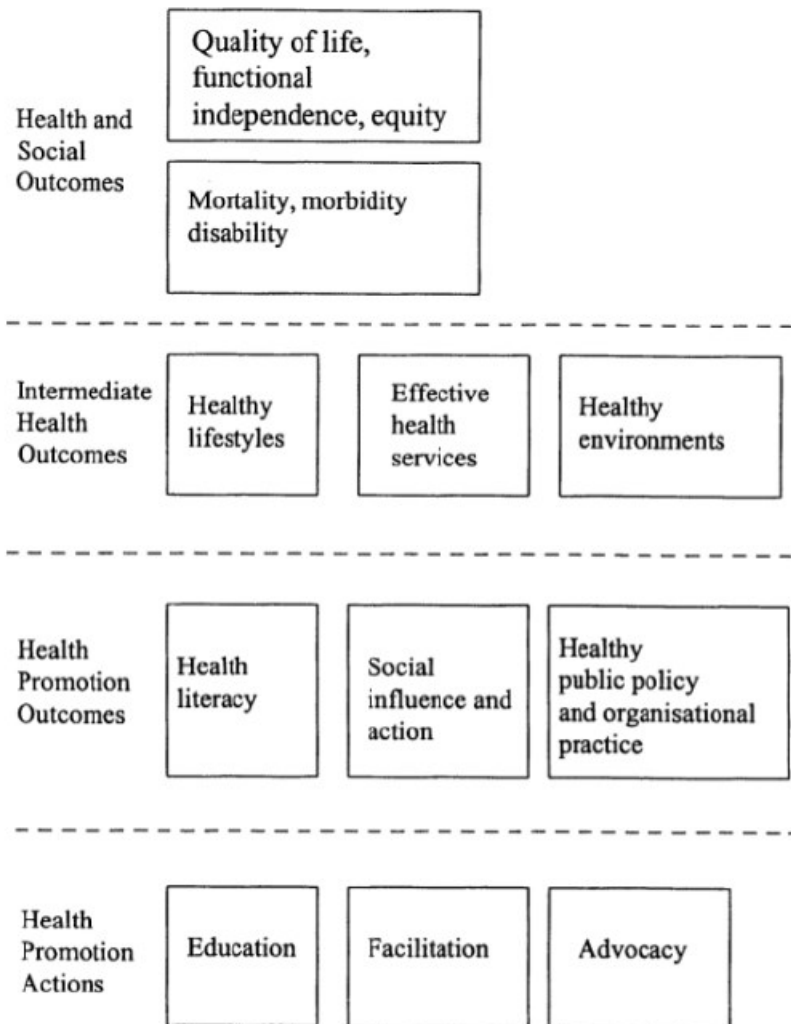 Health and
Social
Outcomes
Quality of life,
functional
independence, equity
Mortality, morbidity
disability
Intermediate
Health
Outcomes
Healthy
lifestyles
Effective
health
services
Healthy
environments
Health
Promotion
Outcomes
Health
literacy
Social
influence and
action
Healthy
public policy
and organisational
practice
Health
Promotion
Actions
Education
Facilitation
Advocacy